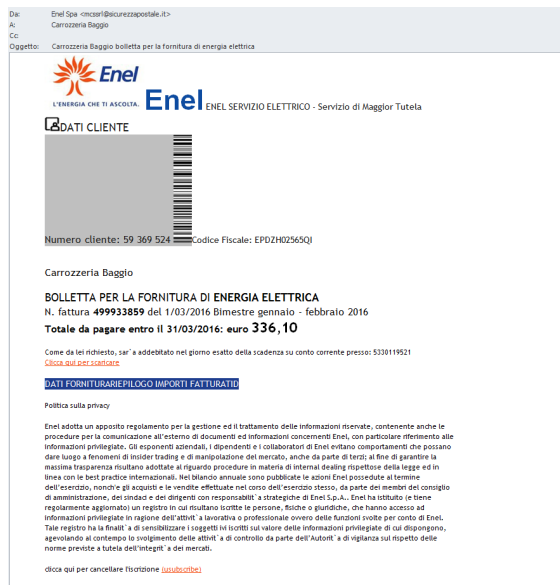 Da: Enel Spa <mcssrl@sicurezzapostale.it>
A: Carrozzeria Baggio
Cc:
Oggetto: Carrozzeria Baggio bolletta per la fornitura di energia elettrica
Enel
L'ENERGIA CHE TI ASCOLTA.
Enel ENEL SERVIZIO ELETTRICO - Servizio di Maggior Tutela
DATI CLIENTE
Numero cliente: 59 369 524 Codice Fiscale: EPDZH02565QI
Carrozzeria Baggio
BOLLETTA PER LA FORNITURA DI ENERGIA ELETTRICA
N. fattura 499933859 del 1/03/2016 Bimestre gennaio - febbraio 2016
Totale da pagare entro il 31/03/2016: euro 336,10
Come da lei richiesto, sar`a addebitato nel giorno esatto della scadenza su conto corrente presso: 5330119521
Clicca qui per scaricare
DATI FORNITURARIEPILOGO IMPORTI FATTURATID
Politica sulla privacy
Enel adotta un apposito regolamento per la gestione ed il trattamento delle informazioni riservate, contenente anche le
procedure per la comunicazione all'esterno di documenti ed informazioni concernenti Enel, con particolare riferimento alle
informazioni privilegiate. Gli esponenti aziendali, i dipendenti e i collaboratori di Enel evitano comportamenti che possano
dare luogo a fenomeni di insider trading e di manipolazione del mercato, anche da parte di terzi; al fine di garantire la
massima trasparenza risultano adottate al riguardo procedure in materia di internal dealing rispettose della legge ed in
linea con le best practice internazionali. Nel bilancio annuale sono pubblicate le azioni Enel possedute al termine
dell'esercizio, nonch'e gli acquisti e le vendite effettuate nel corso dell'esercizio stesso, da parte dei membri del consiglio
di amministrazione, dei sindaci e dei dirigenti con responsabilit`a strategiche di Enel S.p.A.. Enel ha istituito (e tiene
regolarmente aggiornato) un registro in cui risultano iscritte le persone, fisiche o giuridiche, che hanno accesso ad
informazioni privilegiate in ragione dell'attivit`a lavorativa o professionale ovvero delle funzioni svolte per conto di Enel.
Tale registro ha la finalit`a di sensibilizzare i soggetti ivi iscritti sul valore delle informazioni privilegiate di cui dispongono,
agevolando al contempo lo svolgimento delle attivit`a di controllo da parte dell'Autorit`a di vigilanza sul rispetto delle
norme previste a tutela dell'integrit`a dei mercati.
clicca qui per cancellare l'iscrizione (usubscribe)